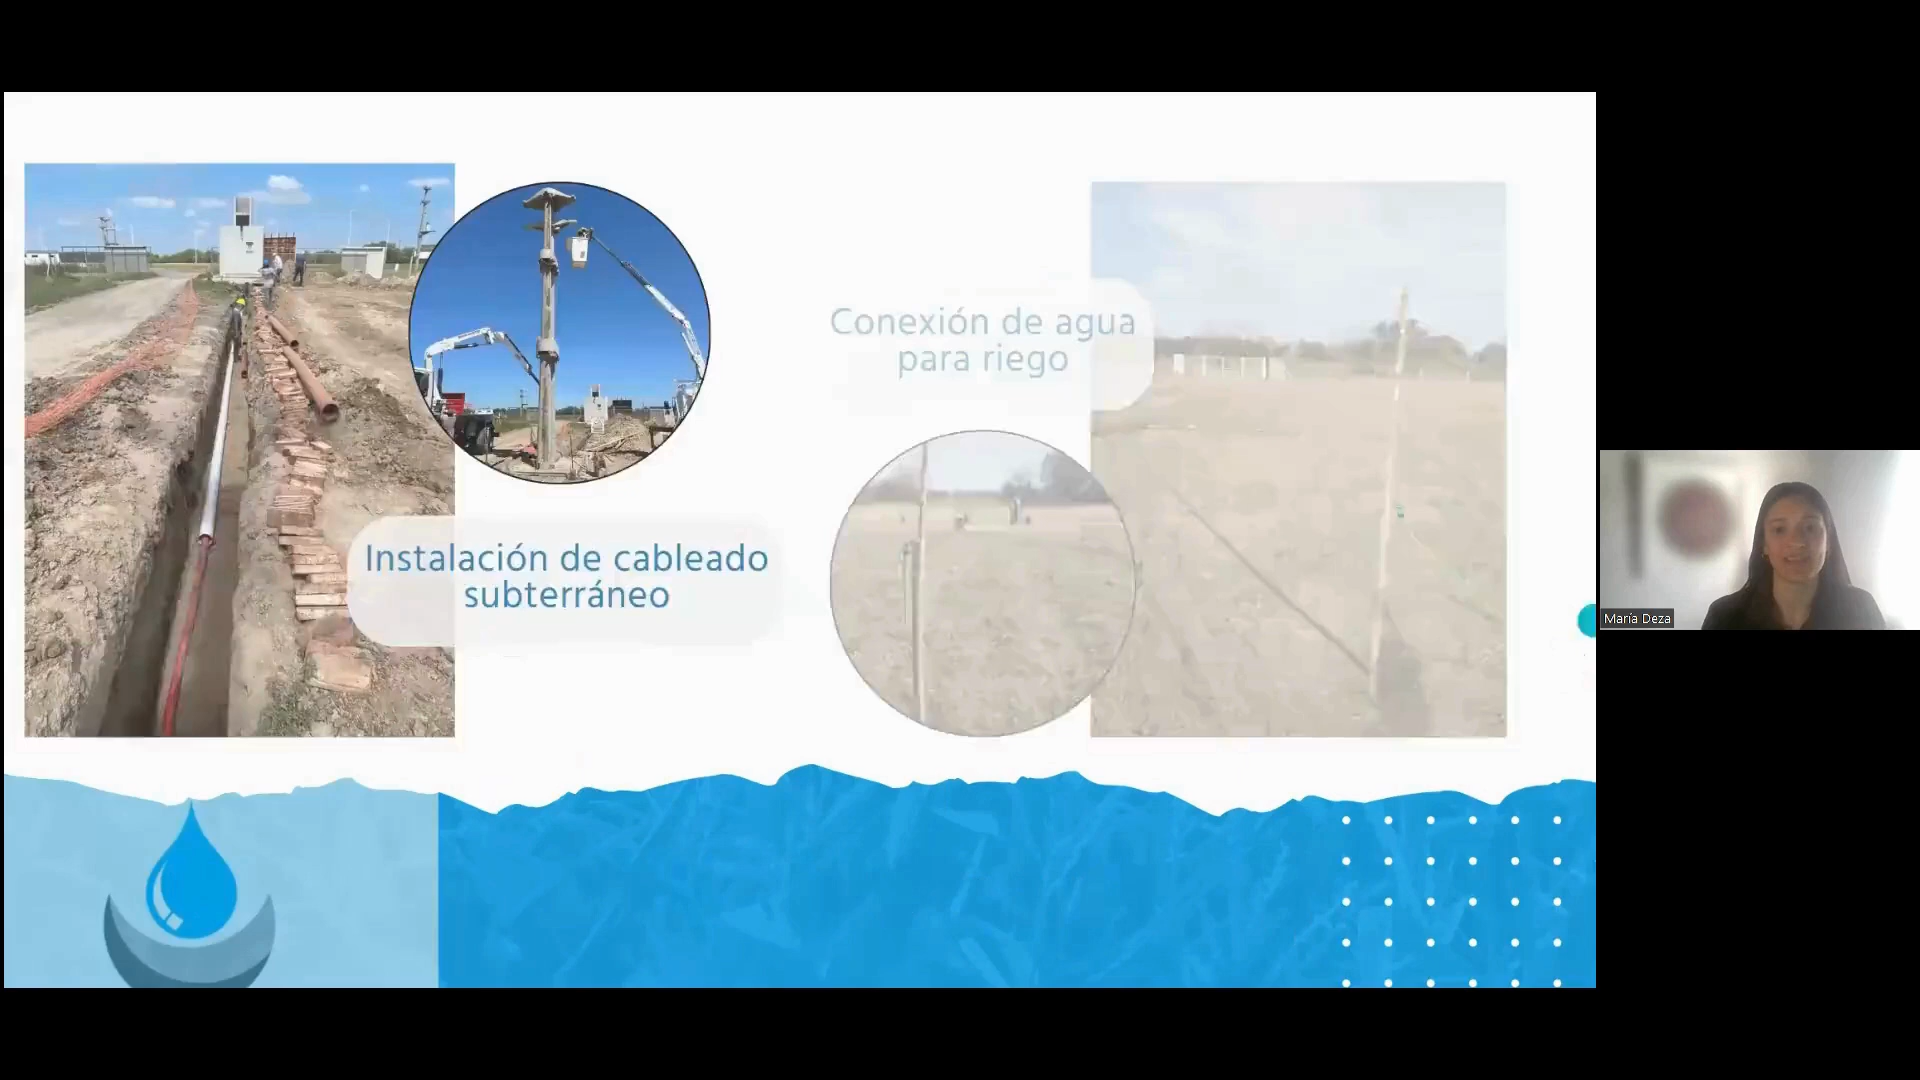 Instalación de cableado
subterráneo
Conexión de agua
para riego
María Deza